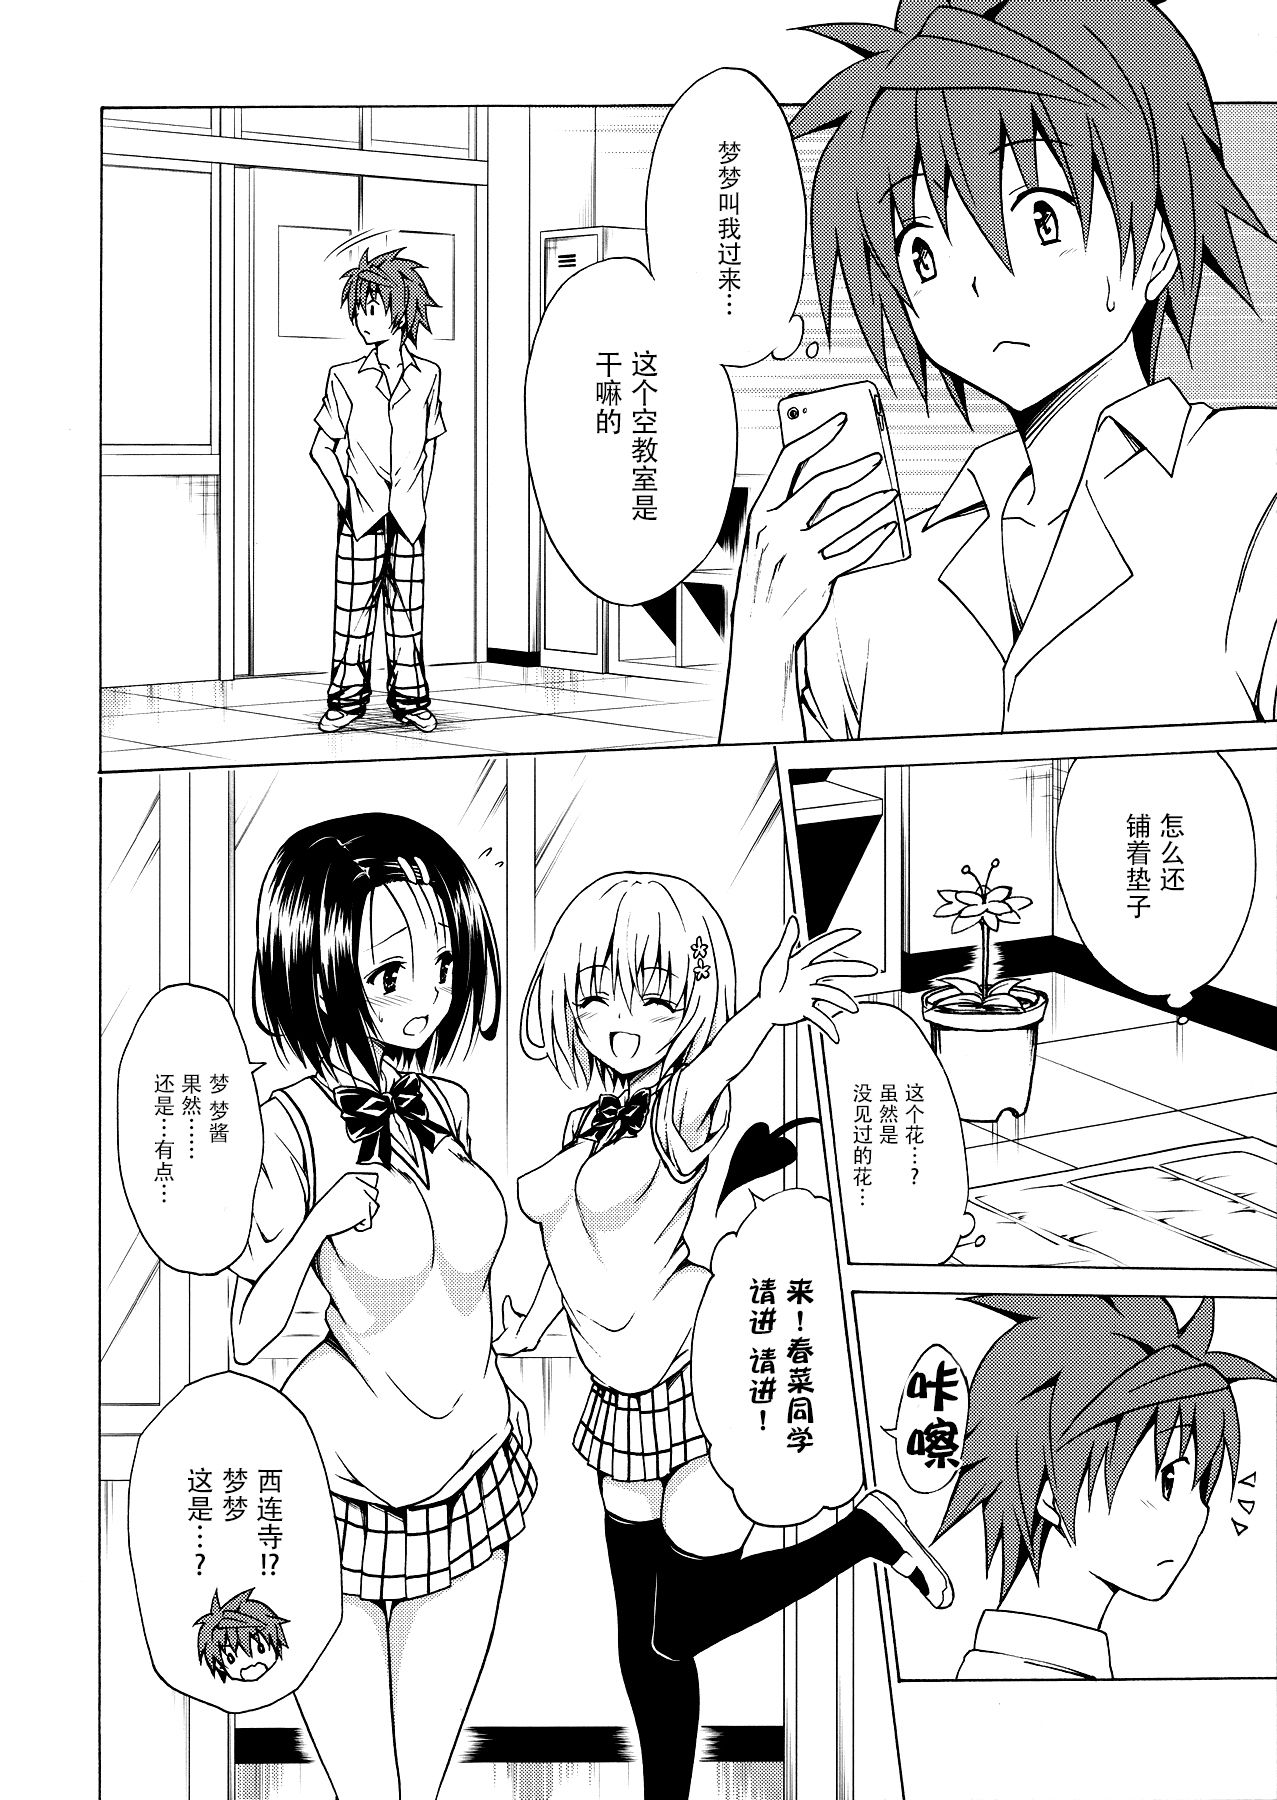 梦梦叫我过来…
这个空教室是
干嘛的
怎么还
铺着垫子
这个花…?
虽然是
没见过的花…
咔嚓
来！春菜同学
请进 请进！
梦 梦酱
果然……
还是…有点…
西连寺!?
梦梦
这是…?